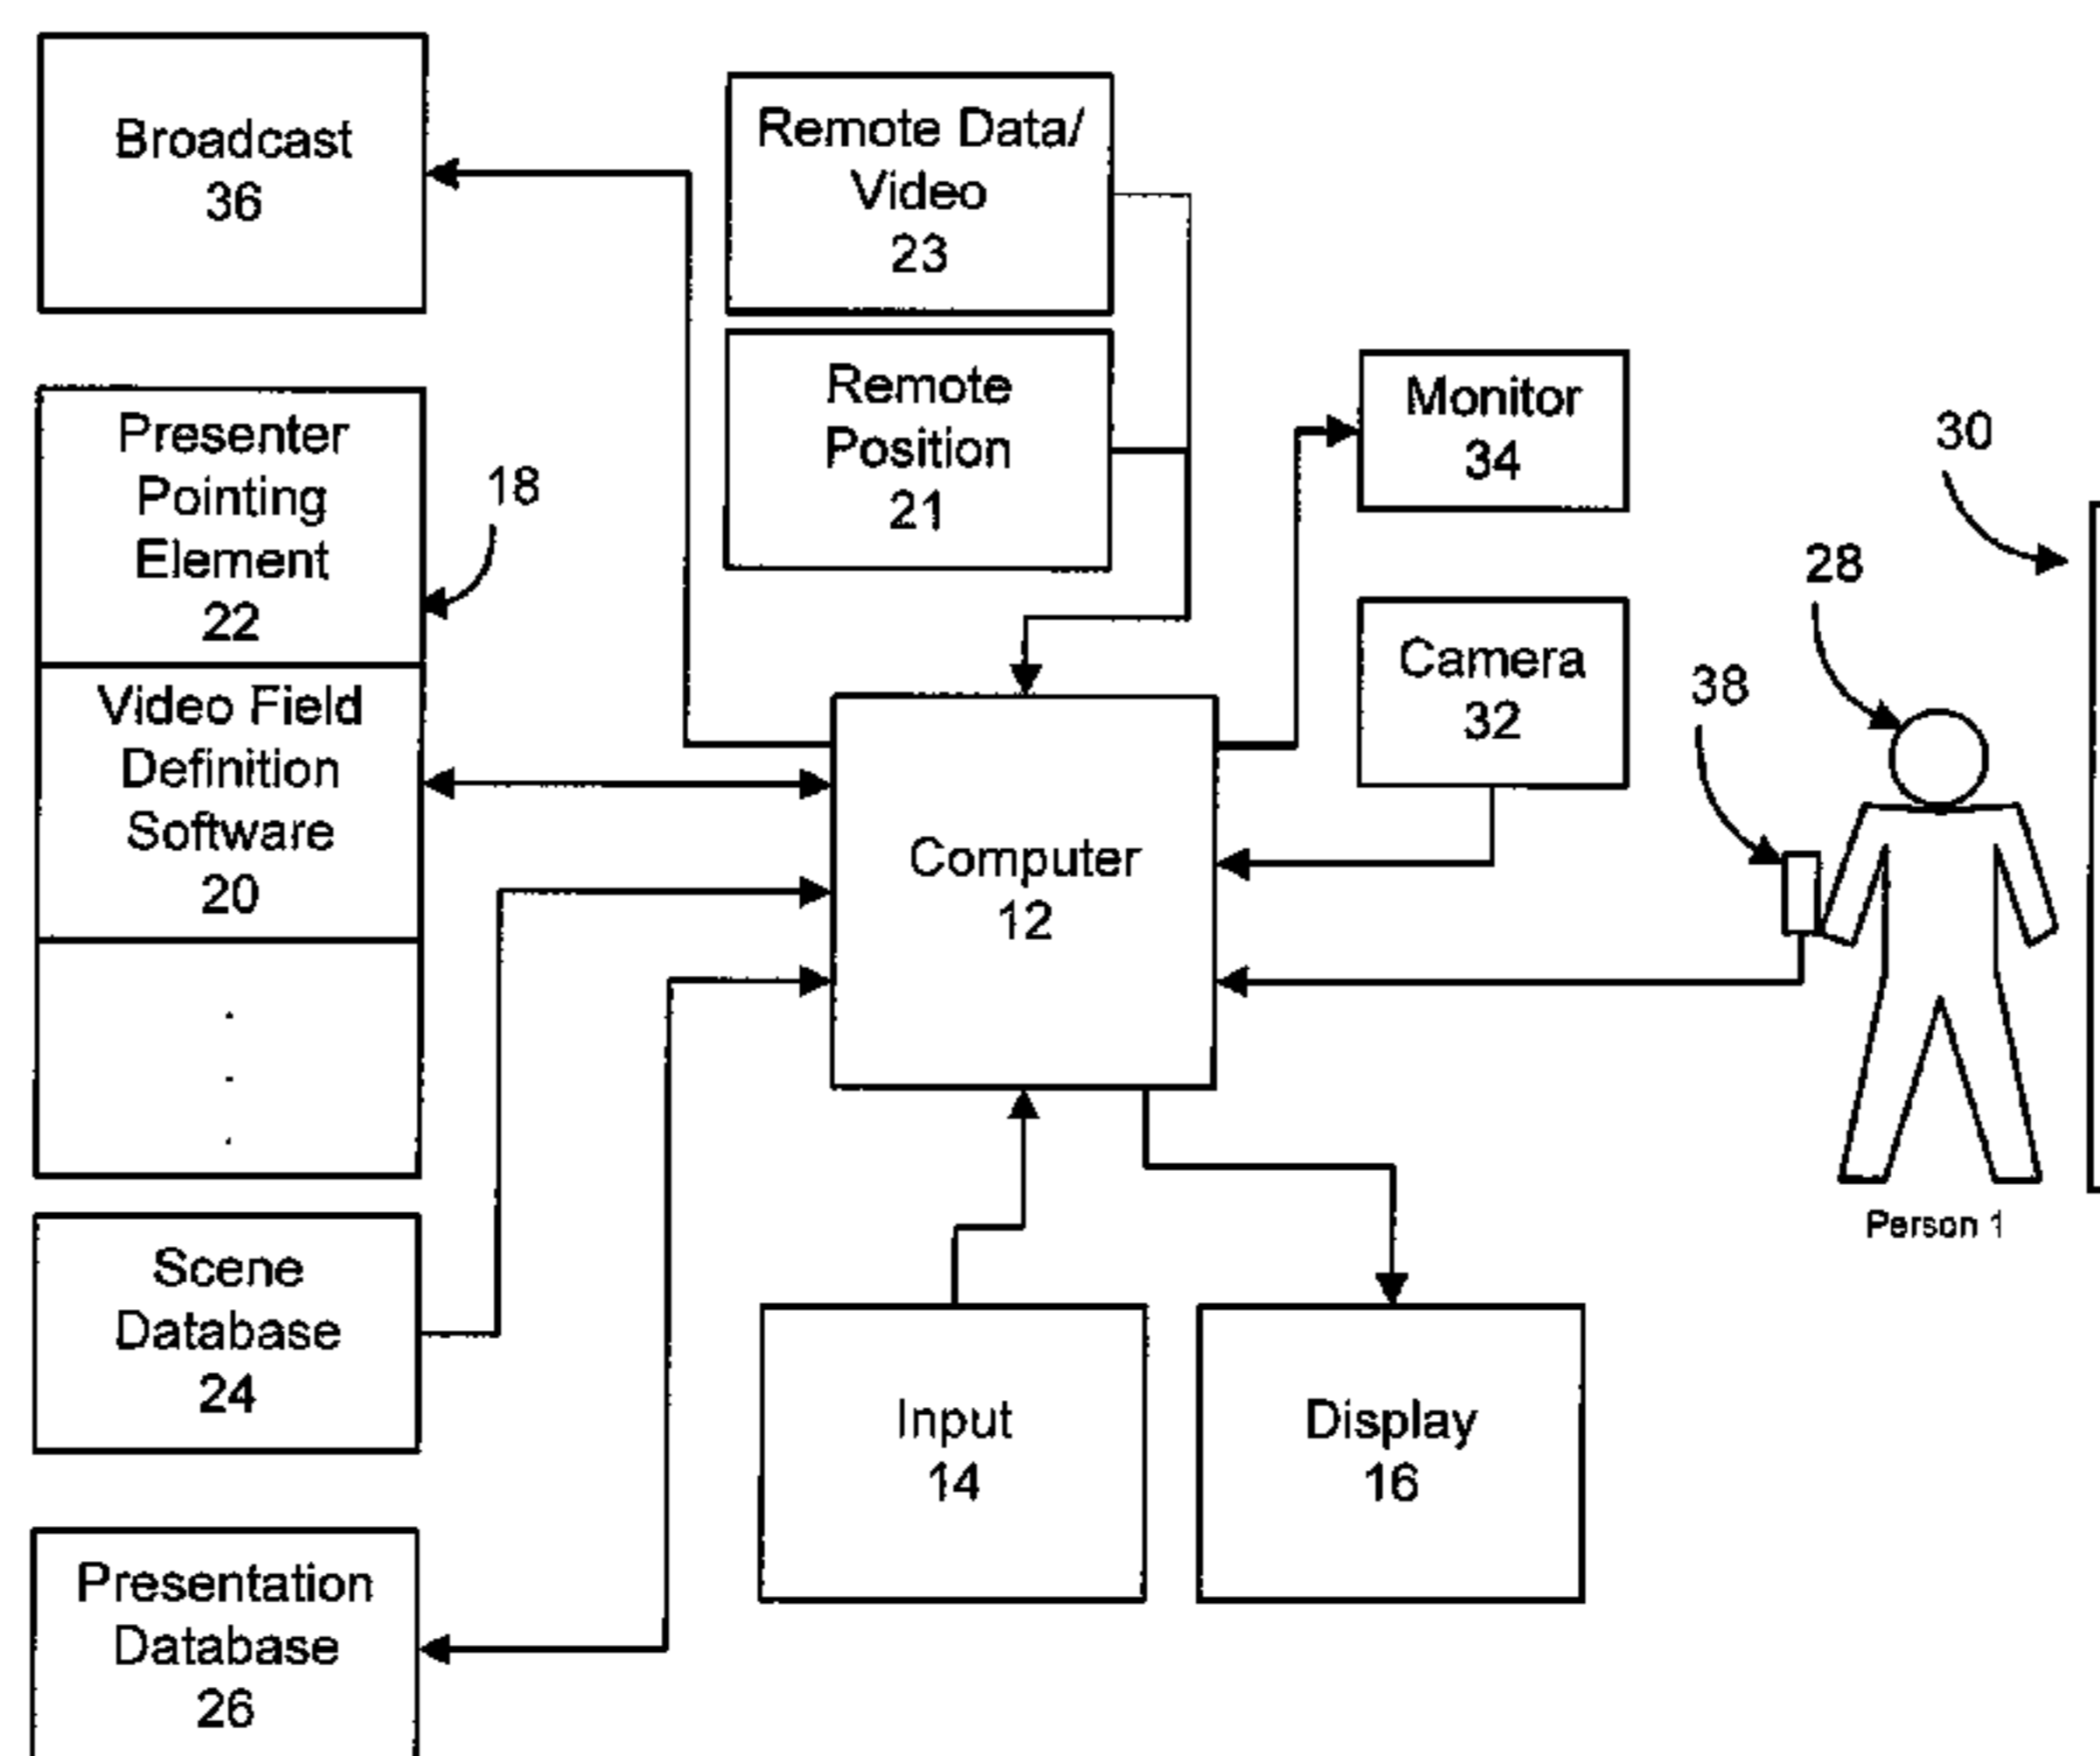 Broadcast
36
Remote Data/
Video
23
Remote
Position
21
Monitor
34
30
Presenter
Pointing
Element
22
18
28
Camera
32
38
Video Field
Definition
Software
20
Computer
12
.
.
.
Person 1
Scene
Database
24
Input
14
Display
16
Presentation
Database
26